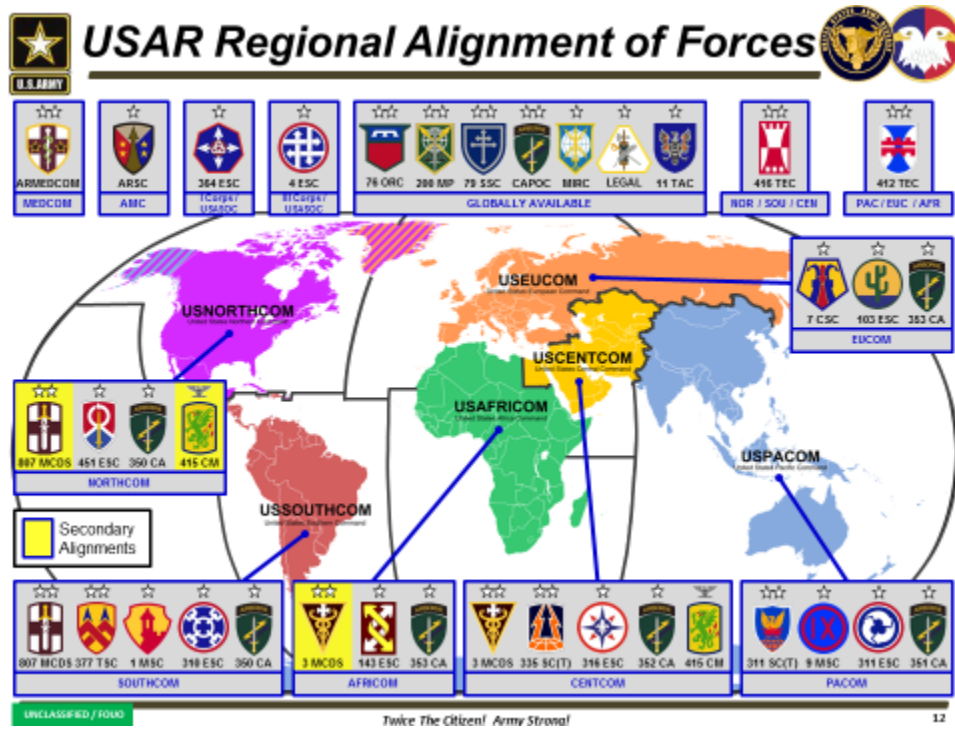 USAR Regional Alignment of Forces
U.S. ARMY
ARMEDCOM
MEDCOM
ARSC
AMC
364 ESC
I Corps /
USASOC
4 ESC
III Corps /
USASOC
76 ORC 200 MP 79 SSC CAPOC MIRC LEGAL 11 TAC
GLOBALLY AVAILABLE
416 TEC
NOR / SOU / CEN
412 TEC
PAC / EUC / AFR
USEUCOM
United States European Command
7 CSC 103 ESC 353 CA
EUCOM
USNORTHCOM
United States Northern
USCENTCOM
United States Central Command
USAFRICOM
United States Africa Command
807 MCDS 451 ESC 350 CA 415 CM
NORTHCOM
USPACOM
United States Pacific Command
USSOUTHCOM
United States Southern Command
Secondary
Alignments
807 MCDS 377 TSC 1 MSC 310 ESC 350 CA
SOUTHCOM
3 MCDS 143 ESC 353 CA
AFRICOM
3 MCDS 335 SC(T) 316 ESC 352 CA 415 CM
CENTCOM
311 SC(T) 9 MSC 311 ESC 351 CA
PACOM
UNCLASSIFIED / FOUO
Twice The Citizen! Army Strong!
12